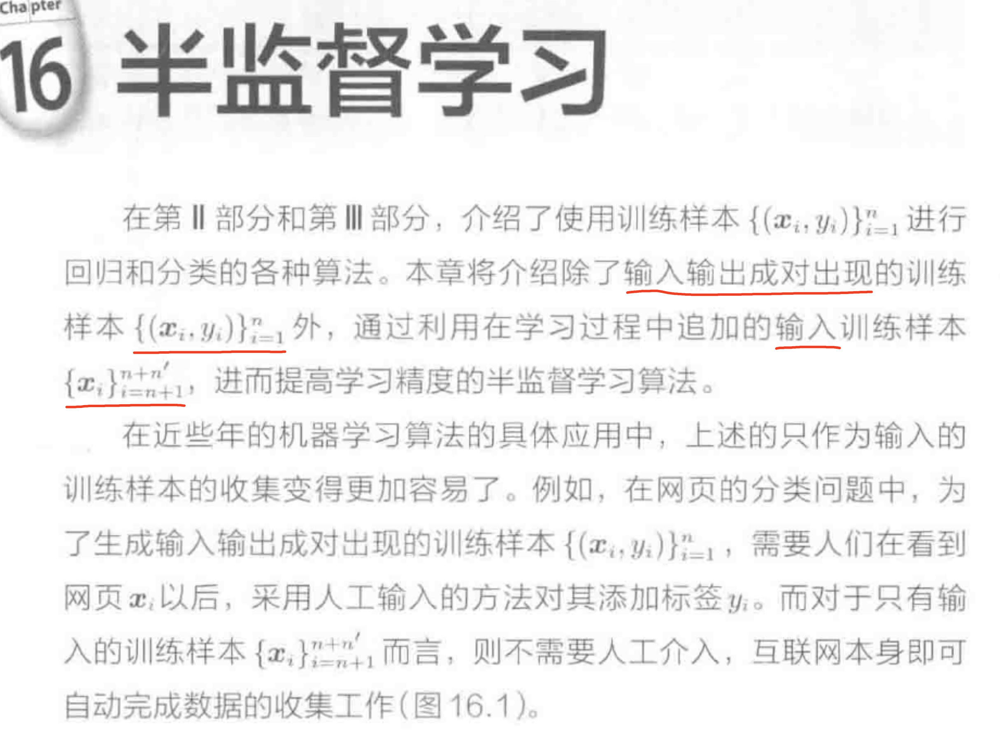 Chapter
16 半监督学习
在第 Ⅱ 部分和第 Ⅲ 部分，介绍了使用训练样本 $\{(\boldsymbol{x}_i, y_i)\}_{i=1}^{n}$ 进行
回归和分类的各种算法。本章将介绍除了输入输出成对出现的训练
样本 $\{(\boldsymbol{x}_i, y_i)\}_{i=1}^{n}$ 外，通过利用在学习过程中追加的输入训练样本
$\{\boldsymbol{x}_i\}_{i=n+1}^{n+n'}$，进而提高学习精度的半监督学习算法。
在近些年的机器学习算法的具体应用中，上述的只作为输入的
训练样本的收集变得更加容易了。例如，在网页的分类问题中，为
了生成输入输出成对出现的训练样本 $\{(\boldsymbol{x}_i, y_i)\}_{i=1}^{n}$，需要人们在看到
网页 $\boldsymbol{x}_i$ 以后，采用人工输入的方法对其添加标签 $y_i$。而对于只有输
入的训练样本 $\{\boldsymbol{x}_i\}_{i=n+1}^{n+n'}$ 而言，则不需要人工介入，互联网本身即可
自动完成数据的收集工作（图 16.1）。